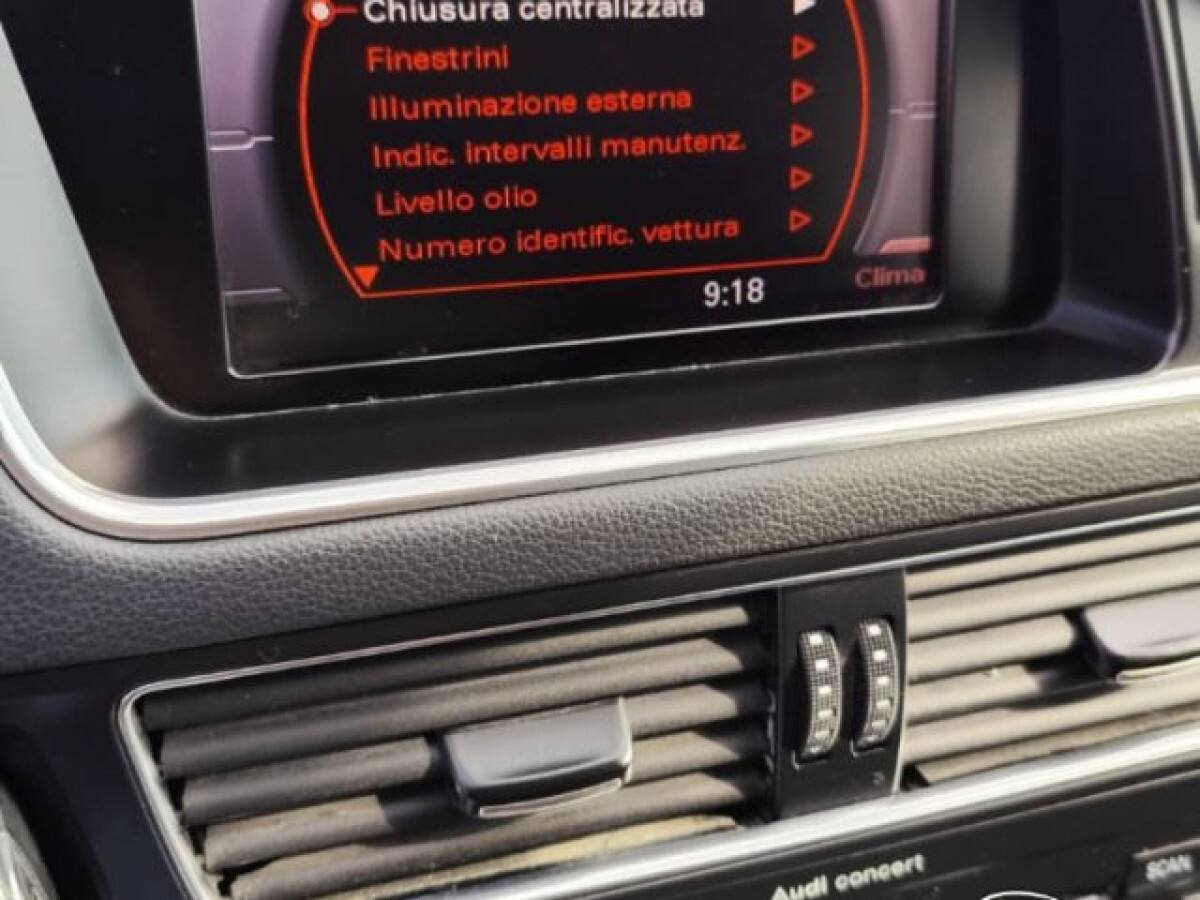 Chiusura centralizzata
Finestrini
Illuminazione esterna
Indic. intervalli manutenz.
Livello olio
Numero identific. vettura
9:18
Clima
Audi concert
SCAN